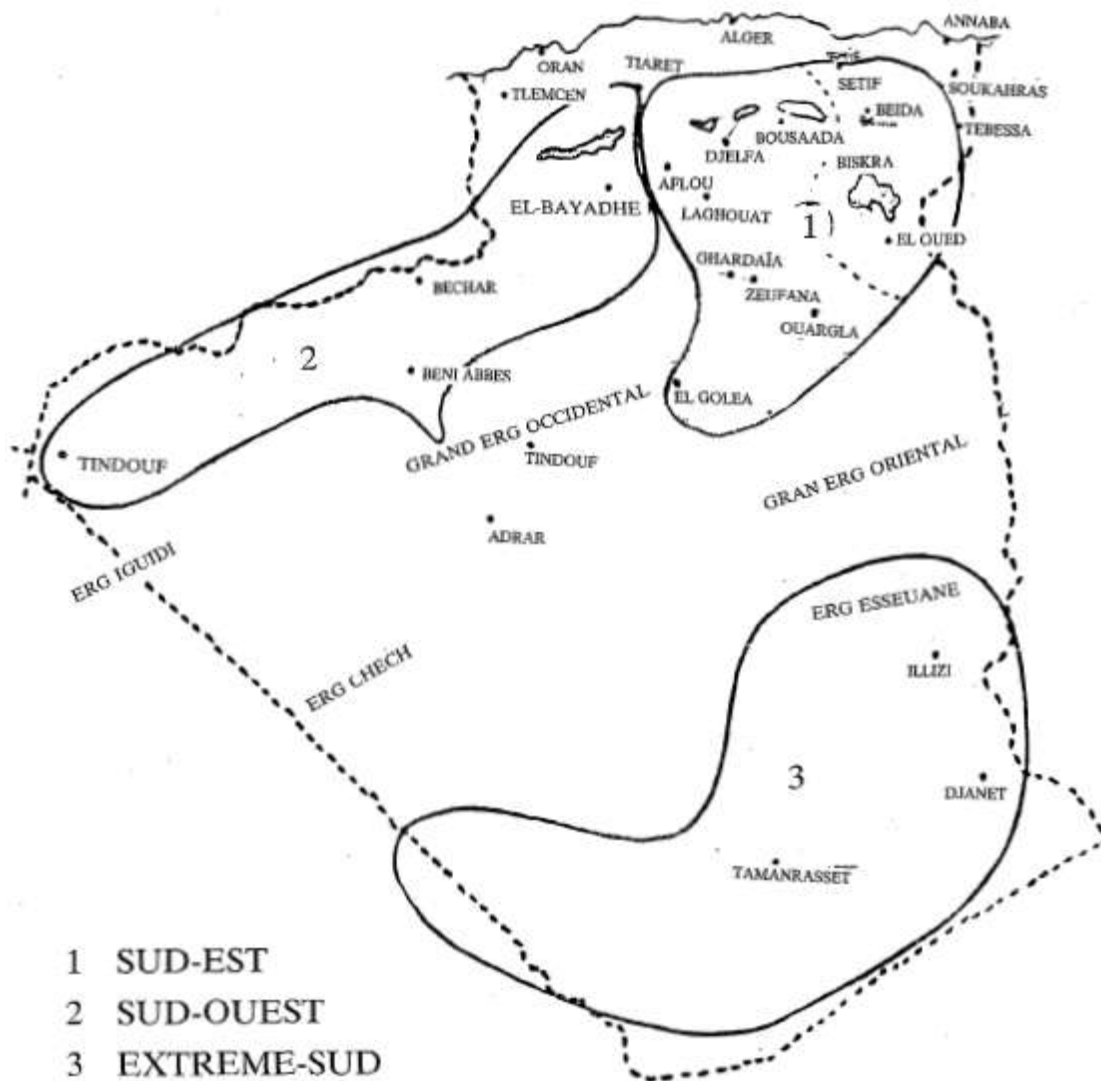 ANNABA
ALGER
ORAN
TIARET
SETIF
SOUKAHRAS
TLEMCEN
BEIDA
BOUSAADA
TEBESSA
DJELFA
BISKRA
AFLOU
EL-BAYADHE
LAGHOUAT
1)
EL OUED
GHARDAÏA
BECHAR
ZEUFANA
OUARGLA
2
BENI ABBES
EL GOLEA
GRAND ERG OCCIDENTAL
TINDOUF
TINDOUF
GRAN ERG ORIENTAL
ADRAR
ERG IGUIDI
ERG ESSEUANE
ILLIZI
ERG CHECH
3
DJANET
TAMANRASSET
1 SUD-EST
2 SUD-OUEST
3 EXTREME-SUD